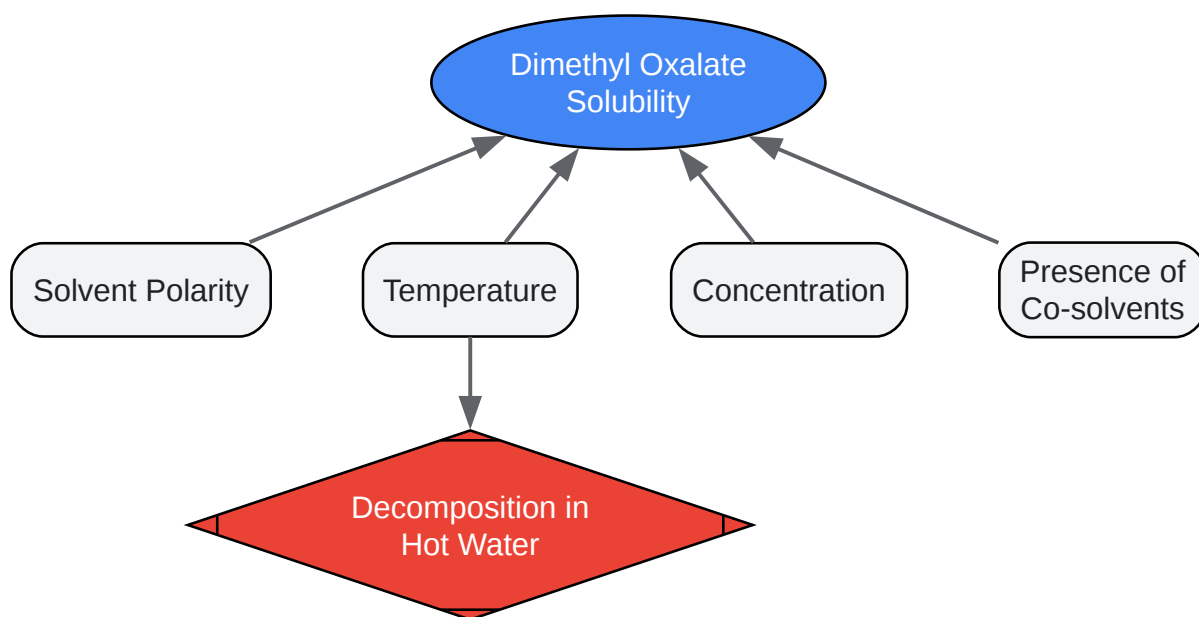 Dimethyl Oxalate
Solubility
Solvent Polarity
Temperature
Concentration
Presence of
Co-solvents
Decomposition in
Hot Water